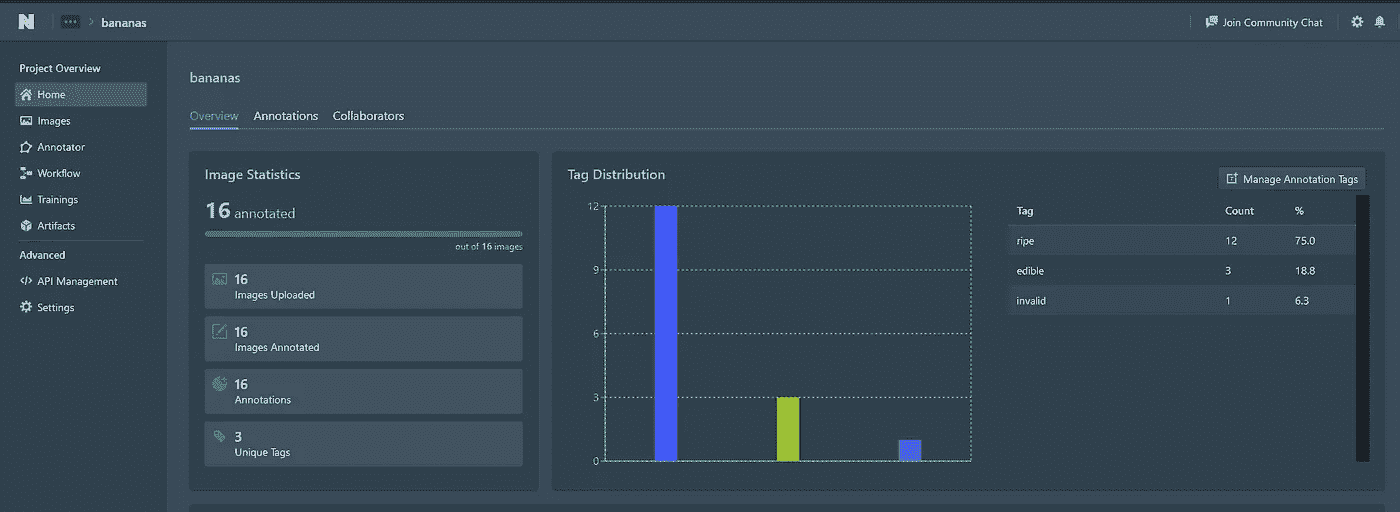 N ... > bananas
Join Community Chat
Project Overview
Home
Images
Annotator
Workflow
Trainings
Artifacts
Advanced
</> API Management
Settings
bananas
Overview Annotations Collaborators
Image Statistics
16 annotated
out of 16 images
16
Images Uploaded
16
Images Annotated
16
Annotations
3
Unique Tags
Tag Distribution
Manage Annotation Tags
12
9
6
3
0
Tag Count %
ripe 12 75.0
edible 3 18.8
invalid 1 6.3